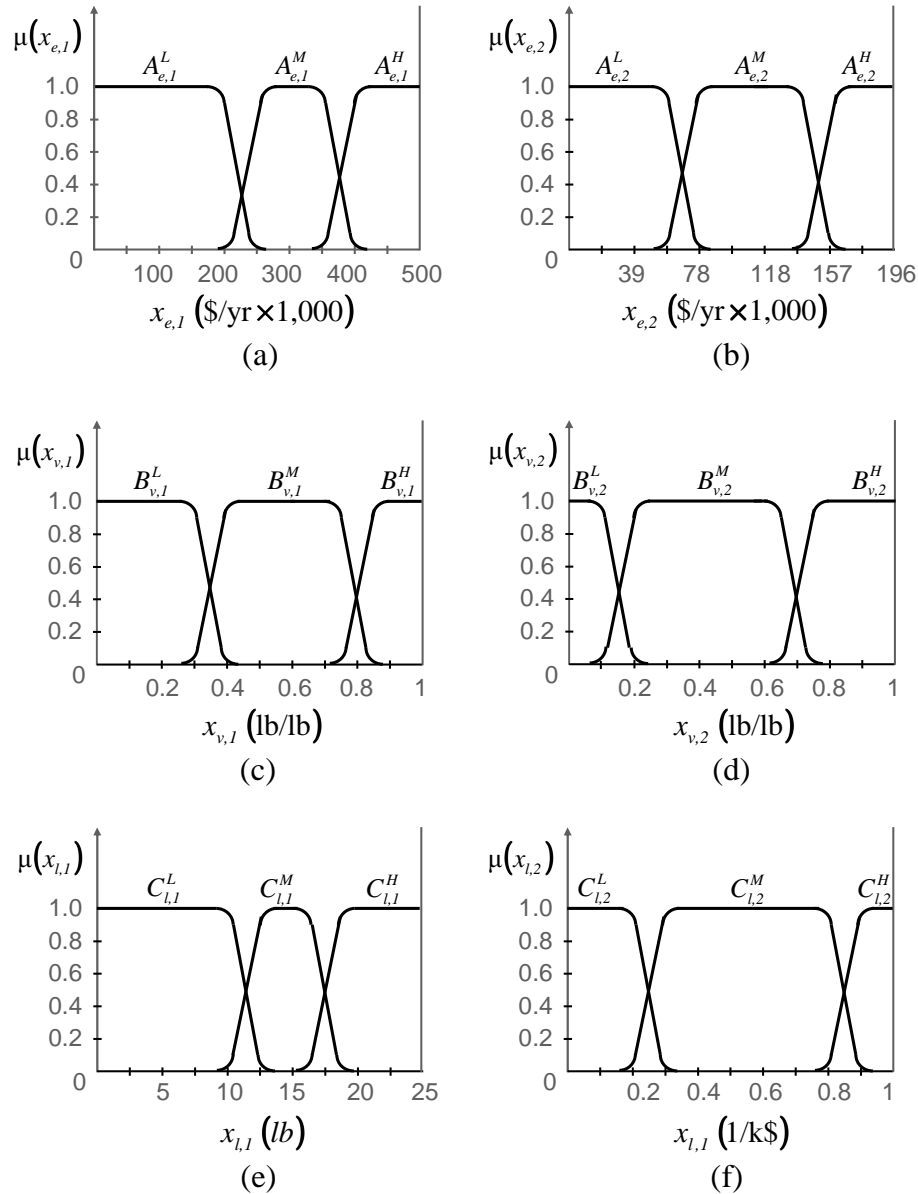 μ(x_{e,1})
A^L_{e,1} A^M_{e,1} A^H_{e,1}
1.0
0.8
0.6
0.4
0.2
0
100 200 300 400 500
x_{e,1} ($/yr×1,000)
(a)
μ(x_{e,2})
A^L_{e,2} A^M_{e,2} A^H_{e,2}
1.0
0.8
0.6
0.4
0.2
0
39 78 118 157 196
x_{e,2} ($/yr×1,000)
(b)
μ(x_{v,1})
B^L_{v,1} B^M_{v,1} B^H_{v,1}
1.0
0.8
0.6
0.4
0.2
0
0.2 0.4 0.6 0.8 1
x_{v,1} (lb/lb)
(c)
μ(x_{v,2})
B^L_{v,2} B^M_{v,2} B^H_{v,2}
1.0
0.8
0.6
0.4
0.2
0
0.2 0.4 0.6 0.8 1
x_{v,2} (lb/lb)
(d)
μ(x_{l,1})
C^L_{l,1} C^M_{l,1} C^H_{l,1}
1.0
0.8
0.6
0.4
0.2
0
5 10 15 20 25
x_{l,1} (lb)
(e)
μ(x_{l,2})
C^L_{l,2} C^M_{l,2} C^H_{l,2}
1.0
0.8
0.6
0.4
0.2
0
0.2 0.4 0.6 0.8 1
x_{l,1} (1/k$)
(f)